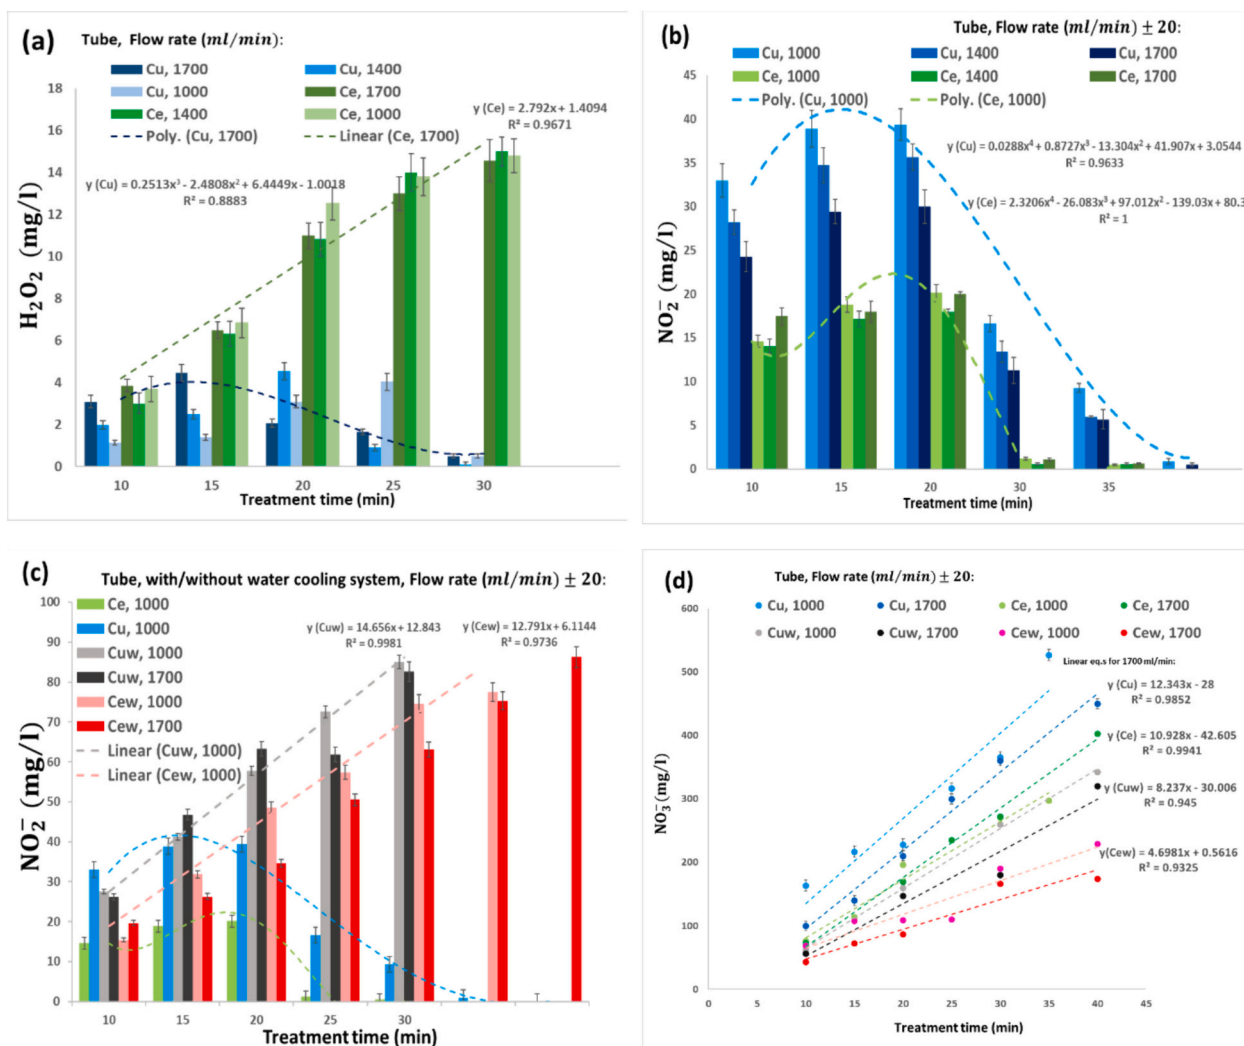 (a)
Tube, Flow rate (ml/min):
Cu, 1700
Cu, 1400
Cu, 1000
Ce, 1700
Ce, 1400
Ce, 1000
Poly. (Cu, 1700)
Linear (Ce, 1700)
y (Ce) = 2.792x + 1.4094
R² = 0.9671
y (Cu) = 0.2513x³ - 2.4808x² + 6.4449x - 1.0018
R² = 0.8883
H₂O₂ (mg/l)
18
16
14
12
10
8
6
4
2
0
10 15 20 25 30
Treatment time (min)
(b)
Tube, Flow rate (ml/min) ± 20:
Cu, 1000
Cu, 1400
Cu, 1700
Ce, 1000
Ce, 1400
Ce, 1700
Poly. (Cu, 1000)
Poly. (Ce, 1000)
y (Cu) = 0.0288x⁴ + 0.8727x³ - 13.304x² + 41.907x + 3.0544
R² = 0.9633
y (Ce) = 2.3206x⁴ - 26.083x³ + 97.012x² - 139.03x + 80.3
R² = 1
NO₂⁻ (mg/l)
45
40
35
30
25
20
15
10
5
0
10 15 20 30 35
Treatment time (min)
(c)
Tube, with/without water cooling system, Flow rate (ml/min) ± 20:
Ce, 1000
Cu, 1000
Cuw, 1000
Cuw, 1700
Cew, 1000
Cew, 1700
Linear (Cuw, 1000)
Linear (Cew, 1000)
y (Cuw) = 14.656x + 12.843
R² = 0.9981
y (Cew) = 12.791x + 6.1144
R² = 0.9736
NO₂⁻ (mg/l)
100
90
80
70
60
50
40
30
20
10
0
10 15 20 25 30
Treatment time (min)
(d)
Tube, Flow rate (ml/min) ± 20:
Cu, 1000
Cu, 1700
Ce, 1000
Ce, 1700
Cuw, 1000
Cuw, 1700
Cew, 1000
Cew, 1700
Linear eq.s for 1700 ml/min:
y (Cu) = 12.343x - 28
R² = 0.9852
y (Ce) = 10.928x - 42.605
R² = 0.9941
y (Cuw) = 8.237x - 30.006
R² = 0.945
y(Cew) = 4.6981x + 0.5616
R² = 0.9325
NO₃⁻ (mg/l)
600
500
400
300
200
100
0
0 5 10 15 20 25 30 35 40 45
Treatment time (min)